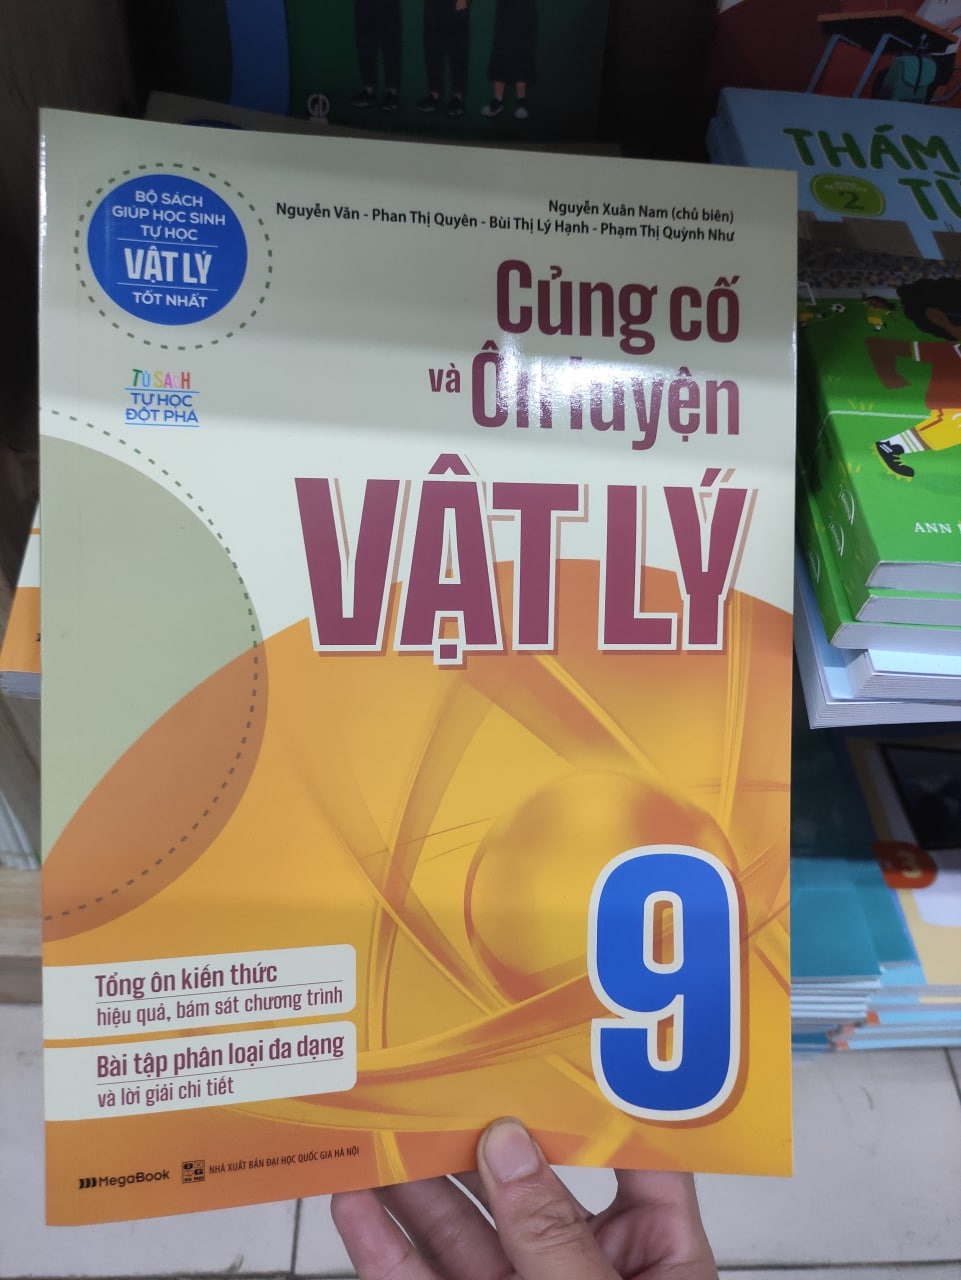 BỘ SÁCH
GIÚP HỌC SINH
TỰ HỌC
VẬT LÝ
TỐT NHẤT
TỦ SÁCH
TỰ HỌC
ĐỘT PHÁ
Nguyễn Xuân Nam (chủ biên)
Nguyễn Văn - Phan Thị Quyên - Bùi Thị Lý Hạnh - Phạm Thị Quỳnh Như
Củng cố
và Ôn luyện
VẬT LÝ
9
Tổng ôn kiến thức
hiệu quả, bám sát chương trình
Bài tập phân loại đa dạng
và lời giải chi tiết
MegaBook
NHÀ XUẤT BẢN ĐẠI HỌC QUỐC GIA HÀ NỘI
THÁM
TỬ
2
ANN
3